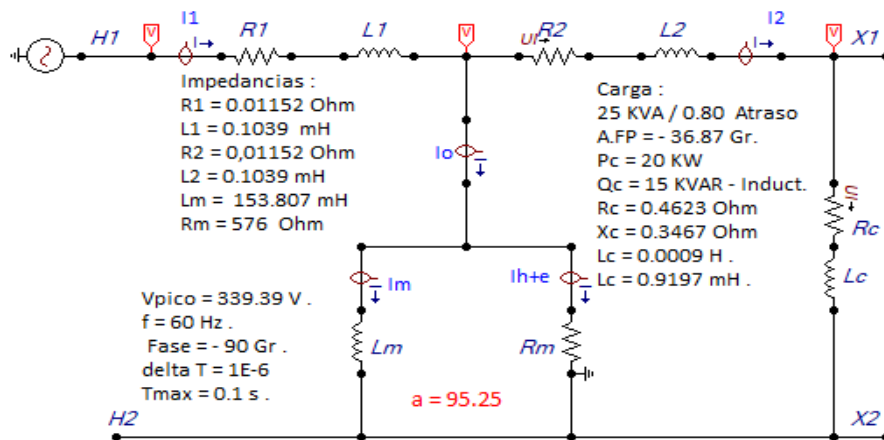 I1
I2
H1
V
I
R1
L1
V
UI
R2
L2
I
V
X1
Impedancias :
R1 = 0.01152 Ohm
L1 = 0.1039 mH
R2 = 0,01152 Ohm
L2 = 0.1039 mH
Lm = 153.807 mH
Rm = 576 Ohm
Carga :
25 KVA / 0.80 Atraso
A.FP = - 36.87 Gr.
Pc = 20 KW
Qc = 15 KVAR - Induct.
Rc = 0.4623 Ohm
Xc = 0.3467 Ohm
Lc = 0.0009 H .
Lc = 0.9197 mH .
Io
I
UI
Rc
Lc
Im
I
Ih+e
I
Vpico = 339.39 V .
f = 60 Hz .
Fase = - 90 Gr .
delta T = 1E-6
Tmax = 0.1 s .
Lm
Rm
a = 95.25
H2
X2